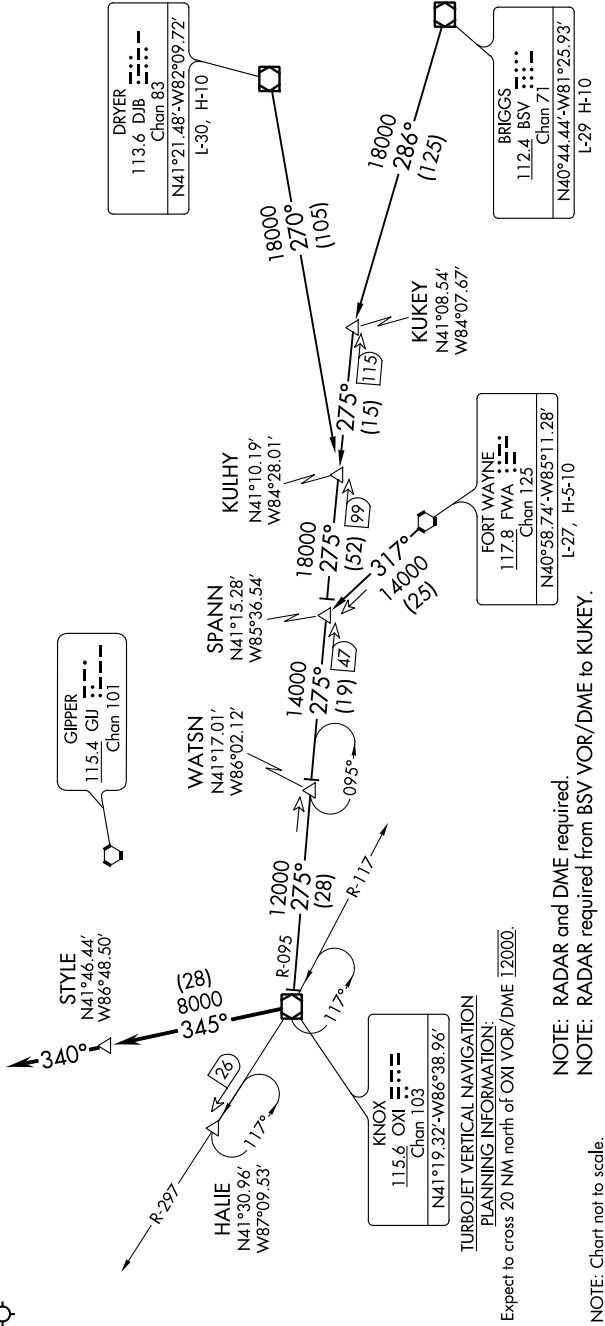 DRYER
113.6 DJB
Chan 83
N41°21.48'-W82°09.72'
L-30, H-10
BRIGGS
112.4 BSV
Chan 71
N40°44.44'-W81°25.93'
L-29 H-10
18000
270°
(105)
18000
286°
(125)
KUKEY
N41°08.54'
W84°07.67'
115
275°
(15)
KULHY
N41°10.19'
W84°28.01'
99
18000
275°
(52)
FORT WAYNE
117.8 FWA
Chan 125
N40°58.74'-W85°11.28'
L-27, H-5-10
317°
14000
(25)
SPANN
N41°15.28'
W85°36.54'
47
14000
275°
(19)
WATSN
N41°17.01'
W86°02.12'
095°
GIPPER
115.4 GIJ
Chan 101
12000
275°
(28)
R-095
R-117
117°
STYLE
N41°46.44'
W86°48.50'
(28)
8000
345°
340°
KNOX
115.6 OXI
Chan 103
N41°19.32'-W86°38.96'
26
117°
HALIE
N41°30.96'
W87°09.53'
R-297
TURBOJET VERTICAL NAVIGATION
PLANNING INFORMATION:
Expect to cross 20 NM north of OXI VOR/DME 12000.
NOTE: RADAR and DME required.
NOTE: RADAR required from BSV VOR/DME to KUKEY.
NOTE: Chart not to scale.